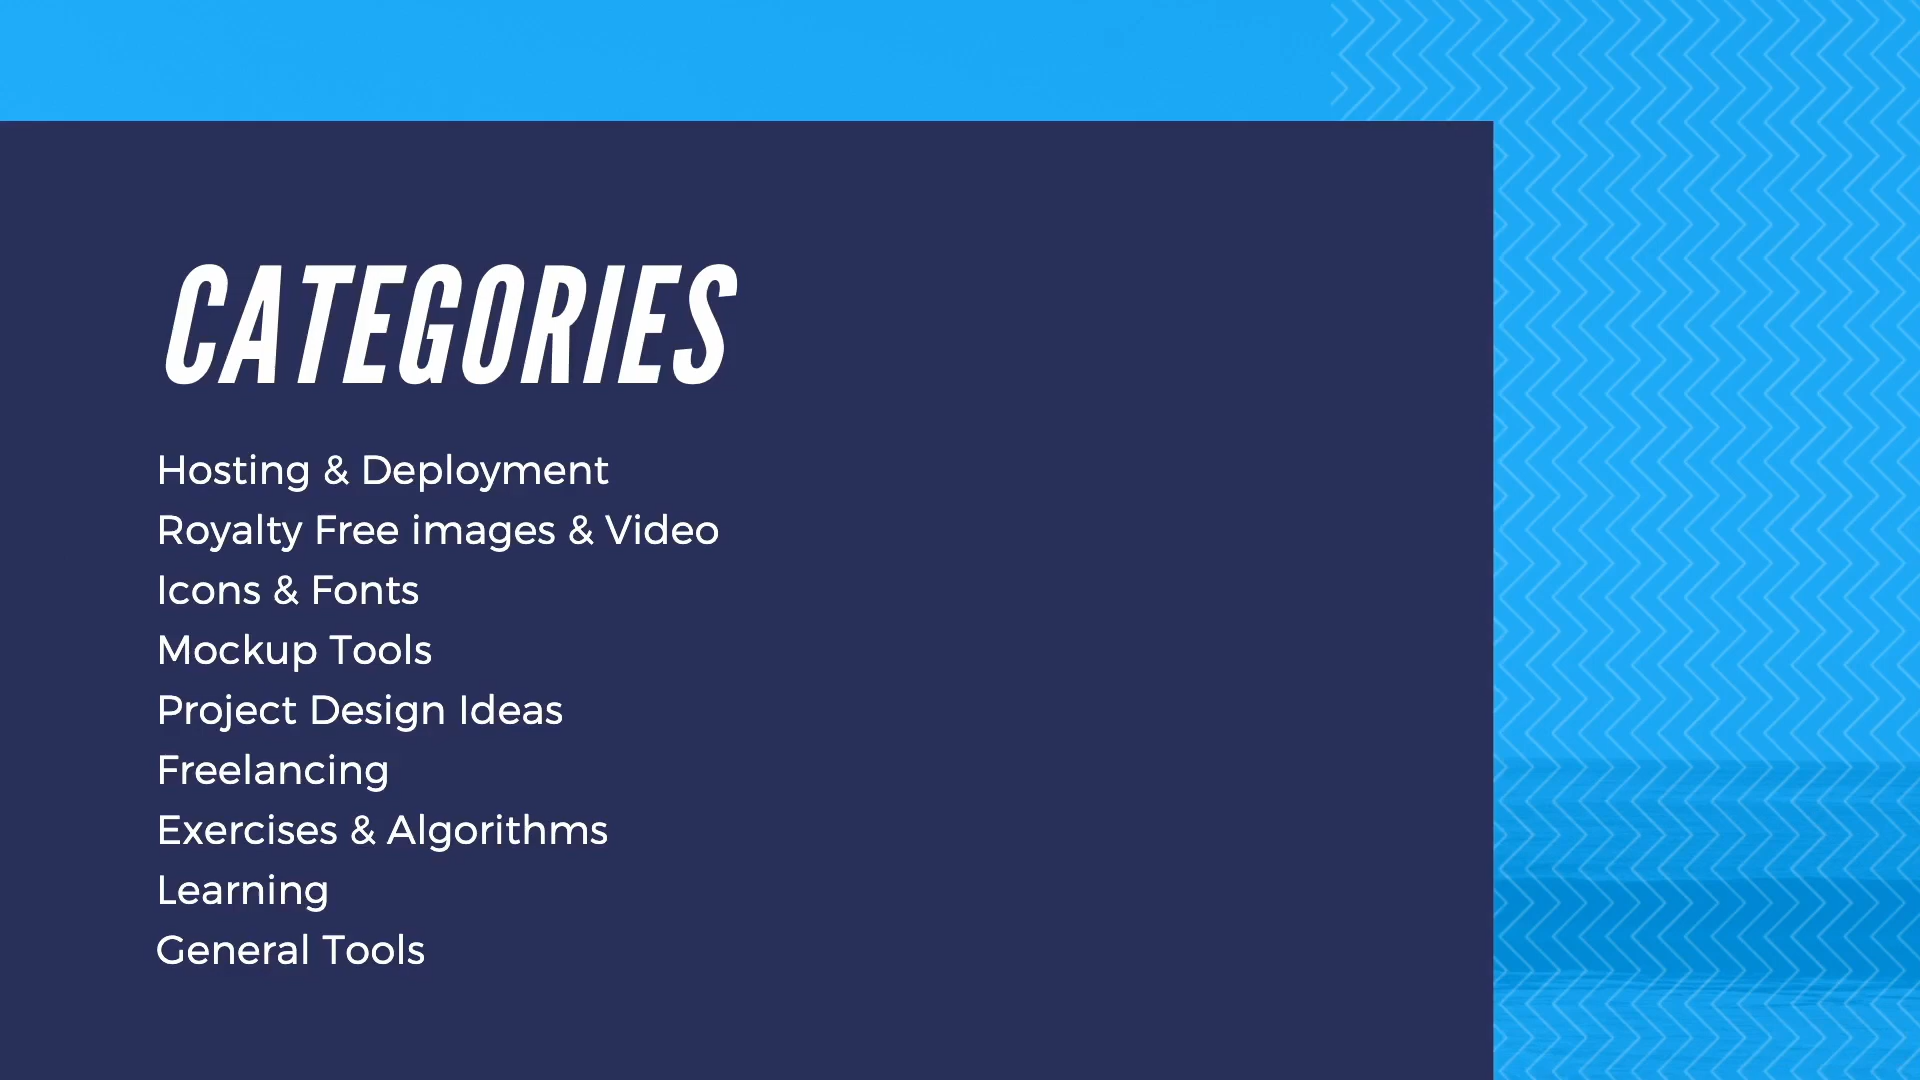 CATEGORIES
Hosting & Deployment
Royalty Free images & Video
Icons & Fonts
Mockup Tools
Project Design Ideas
Freelancing
Exercises & Algorithms
Learning
General Tools